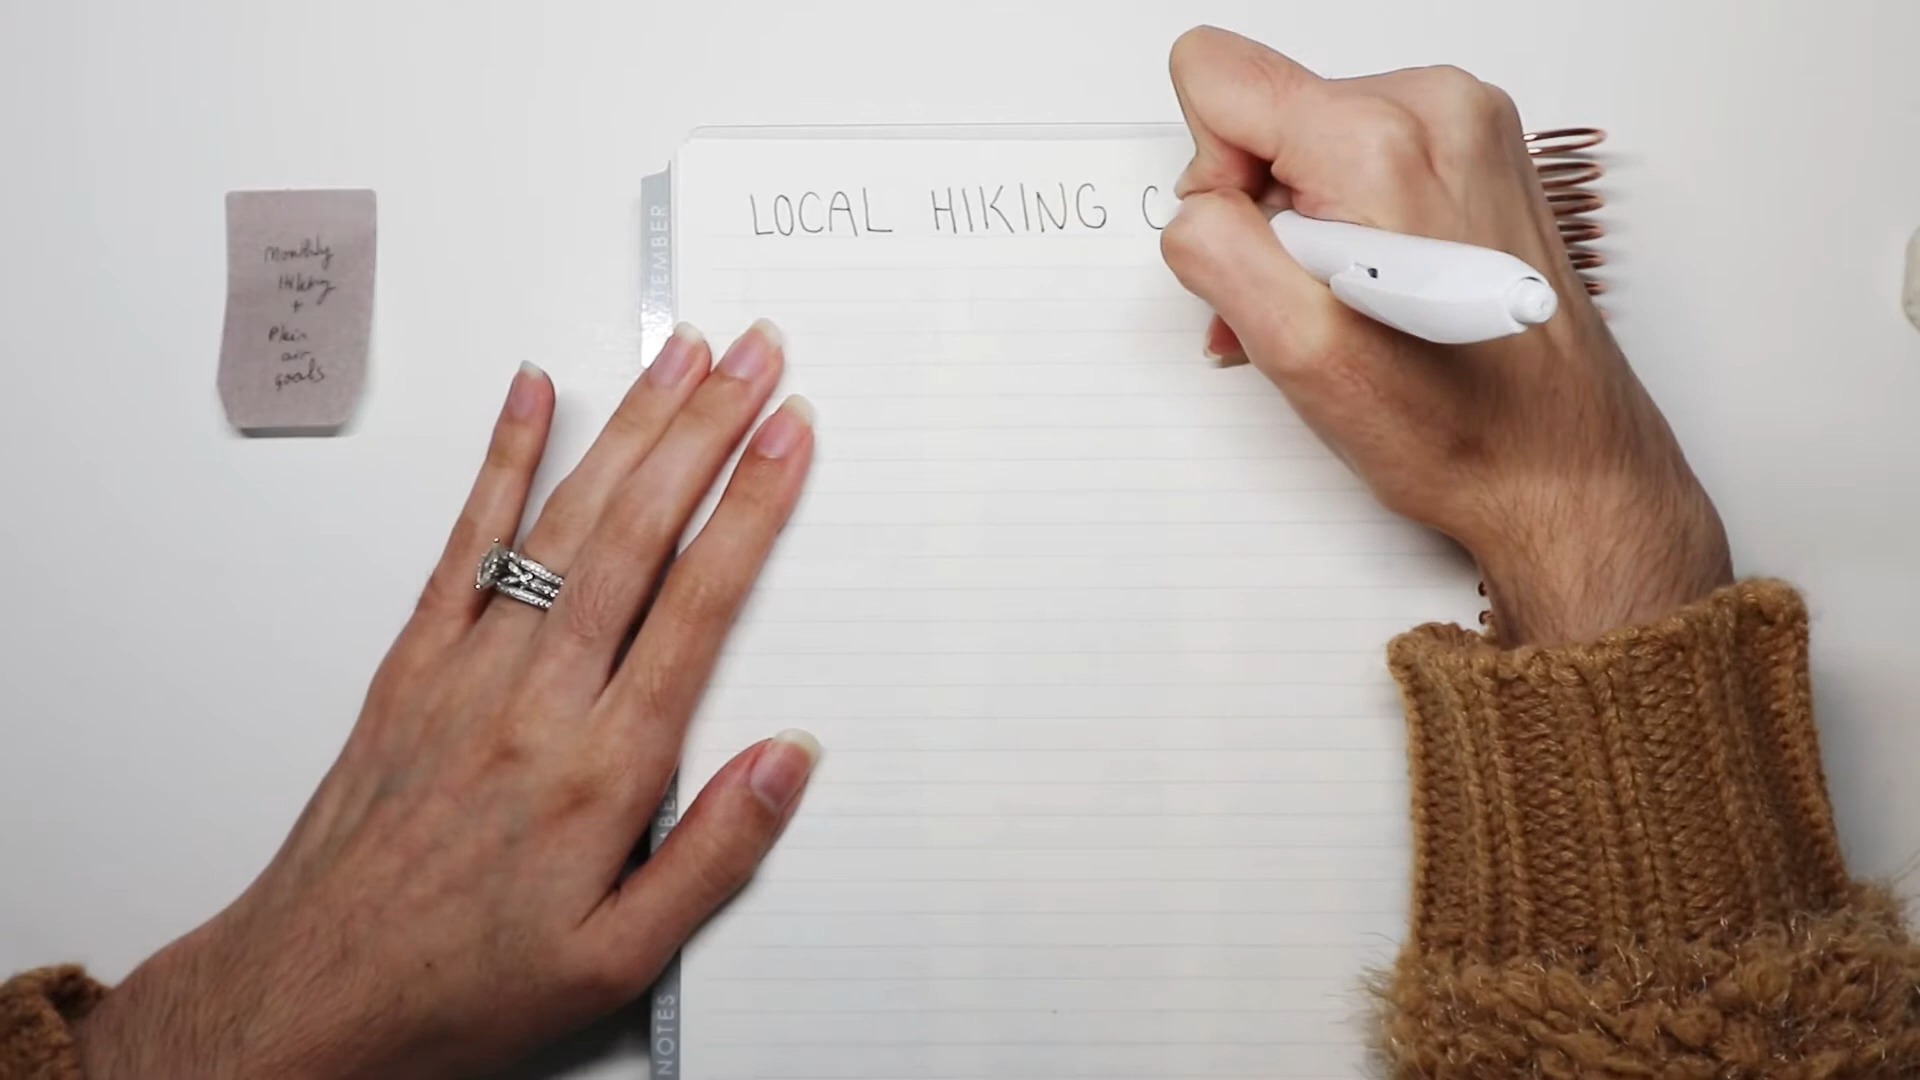 Monthly
Hiking
+
Plein
air
goals
LOCAL HIKING C
NOTES